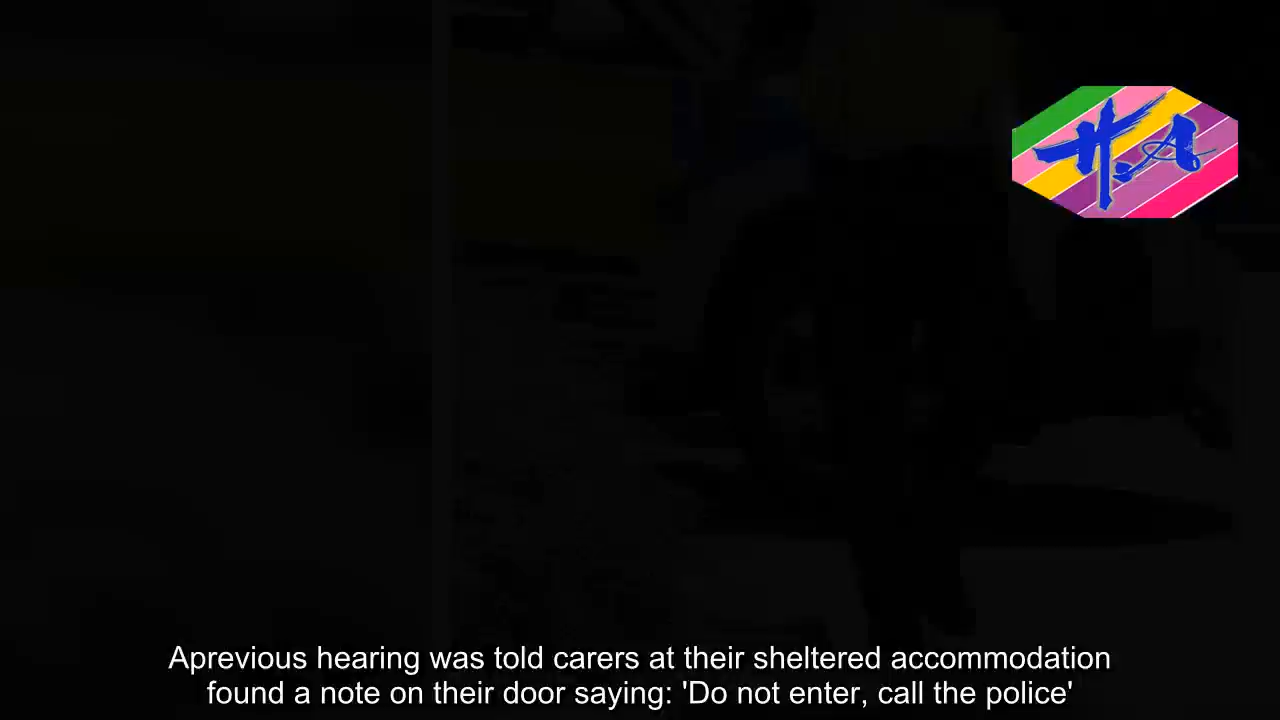 H.A
Aprevious hearing was told carers at their sheltered accommodation
found a note on their door saying: 'Do not enter, call the police'